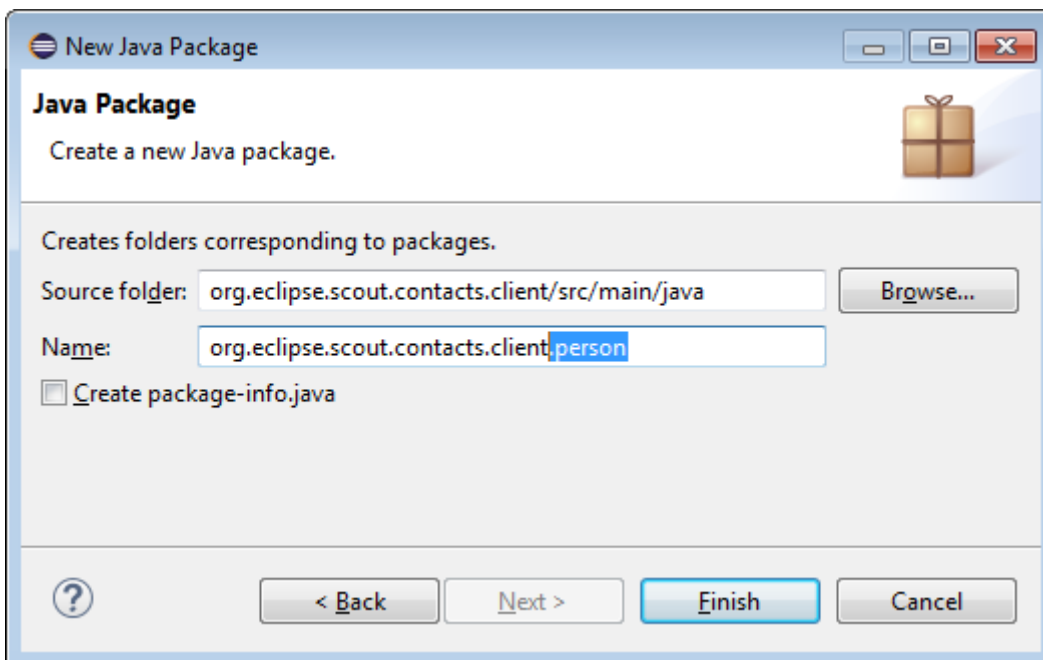 New Java Package
Java Package
Create a new Java package.
Creates folders corresponding to packages.
Source folder: org.eclipse.scout.contacts.client/src/main/java Browse...
Name: org.eclipse.scout.contacts.client.person
Create package-info.java
? < Back Next > Finish Cancel